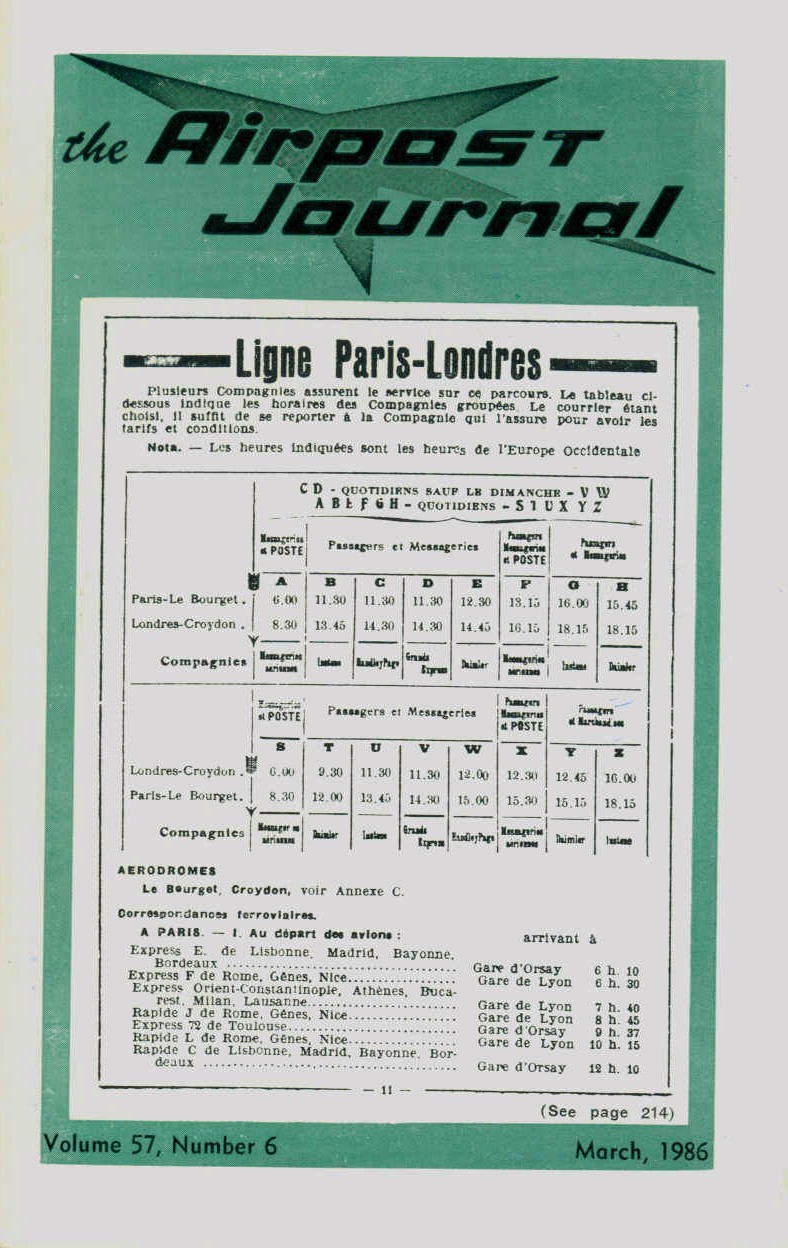 the Airpost
Journal
Ligne Paris-Londres
Plusieurs Compagnies assurent le service sur ce parcours. Le tableau ci-
dessous indique les horaires des Compagnies groupées. Le courrier étant
choisi, il suffit de se reporter à la Compagnie qui l'assure pour avoir les
tarifs et conditions.
Nota. — Les heures indiquées sont les heures de l'Europe Occidentale
C D - QUOTIDIENS SAUF LE DIMANCHE - V W
A B E F G H - QUOTIDIENS - S T U X Y Z
Messageries et POSTE | Passagers et Messageries | Passagers Messageries et POSTE | Passagers et Messageries
A B C D E F G H
Paris-Le Bourget. 6.00 11.30 11.30 11.30 12.30 13.15 16.00 15.45
Londres-Croydon . 8.30 13.45 14.30 14.30 14.45 16.15 18.15 18.15
Compagnies | Messageries aériennes | Instone | Handley Page | Grands Express | Daimler | Messageries aériennes | Instone | Daimler
Messageries et POSTE | Passagers et Messageries | Passagers Messageries et POSTE | Passagers et Marchandises
S T U V W X Y Z
Londres-Croydon . 6.00 9.30 11.30 11.30 12.00 12.30 12.45 16.00
Paris-Le Bourget. 8.30 12.00 13.45 14.30 15.00 15.30 15.15 18.15
Compagnies | Messageries aériennes | Daimler | Instone | Grands Express | Handley Page | Messageries aériennes | Daimler | Instone
AERODROMES
Le Bourget, Croydon, voir Annexe C.
Correspondances ferroviaires.
A PARIS. — I. Au départ des avions : arrivant à
Express E. de Lisbonne, Madrid, Bayonne,
Bordeaux ........ Gare d'Orsay 6 h. 10
Express F de Rome, Gênes, Nice........ Gare de Lyon 6 h. 30
Express Orient-Constantinople, Athènes, Buca-
rest, Milan, Lausanne........ Gare de Lyon 7 h. 40
Rapide J de Rome, Gênes, Nice........ Gare de Lyon 8 h. 45
Express 72 de Toulouse........ Gare d'Orsay 9 h. 37
Rapide L de Rome, Gênes, Nice........ Gare de Lyon 10 h. 15
Rapide C de Lisbonne, Madrid, Bayonne, Bor-
deaux ........ Gare d'Orsay 12 h. 10
— 11 —
(See page 214)
Volume 57, Number 6 March, 1986